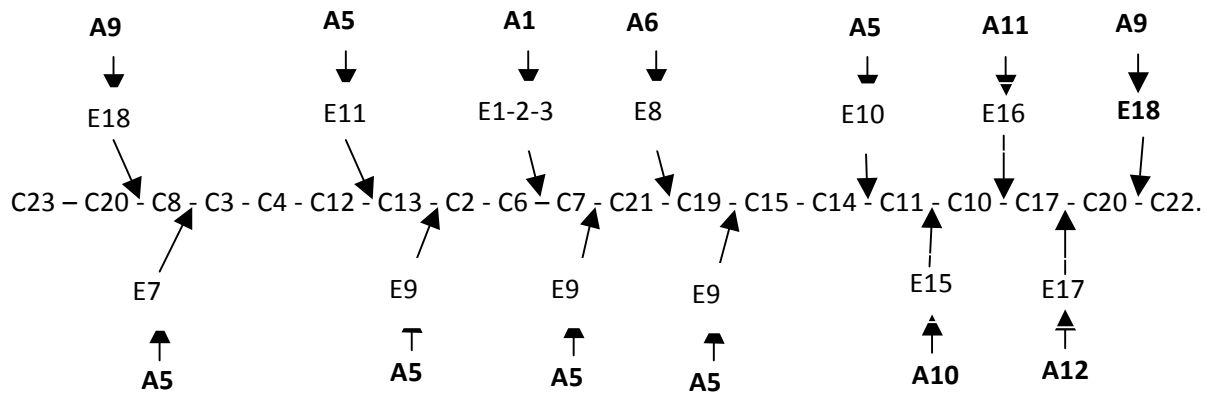 A9 A5 A1 A6 A5 A11 A9
E18 E11 E1-2-3 E8 E10 E16 E18
C23 – C20 - C8 - C3 - C4 - C12 - C13 - C2 - C6 – C7 - C21 - C19 - C15 - C14 - C11 - C10 - C17 - C20 - C22.
E7 E9 E9 E9 E15 E17
A5 A5 A5 A5 A10 A12